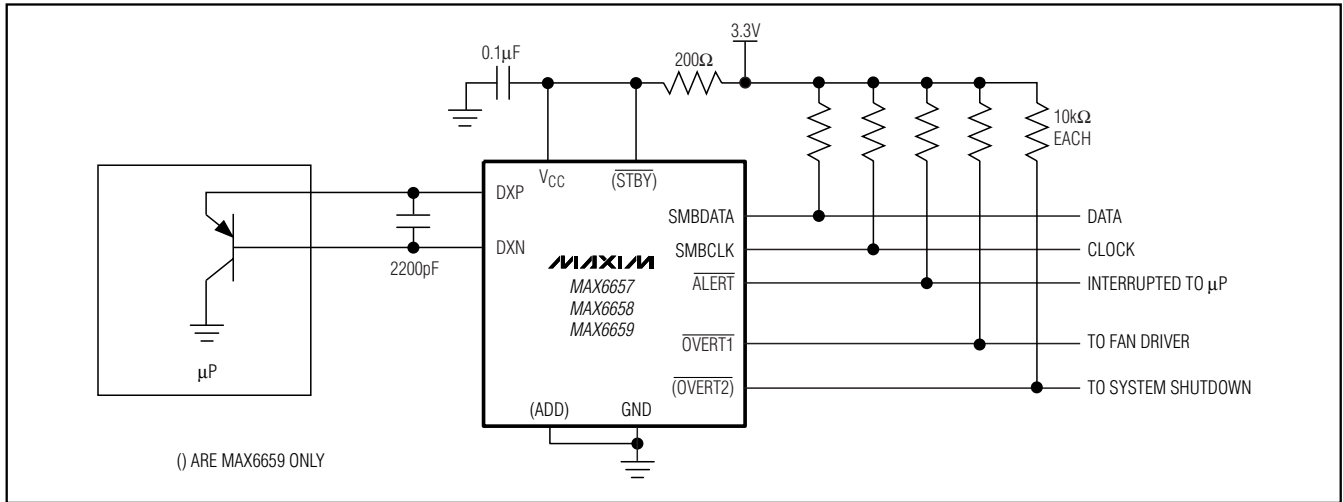 3.3V
0.1µF
200Ω
10kΩ
EACH
VCC
(STBY)
DXP
DXN
2200pF
SMBDATA
SMBCLK
ALERT
OVERT1
(OVERT2)
DATA
CLOCK
INTERRUPTED TO µP
TO FAN DRIVER
TO SYSTEM SHUTDOWN
MAXIM
MAX6657
MAX6658
MAX6659
µP
(ADD)
GND
() ARE MAX6659 ONLY